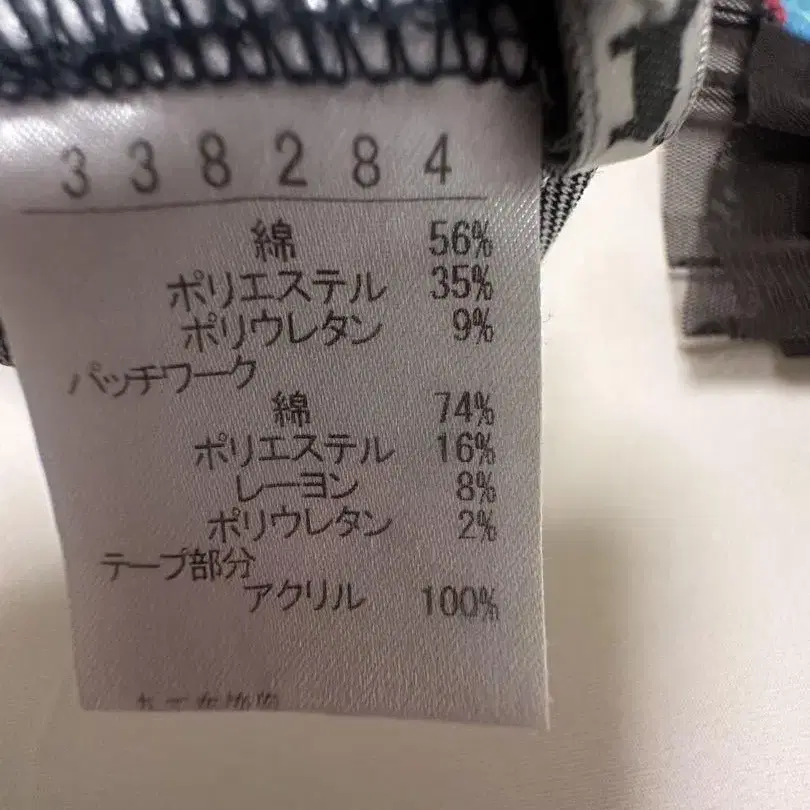 338284
綿 56%
ポリエステル 35%
ポリウレタン 9%
パッチワーク
綿 74%
ポリエステル 16%
レーヨン 8%
ポリウレタン 2%
テープ部分
アクリル 100%